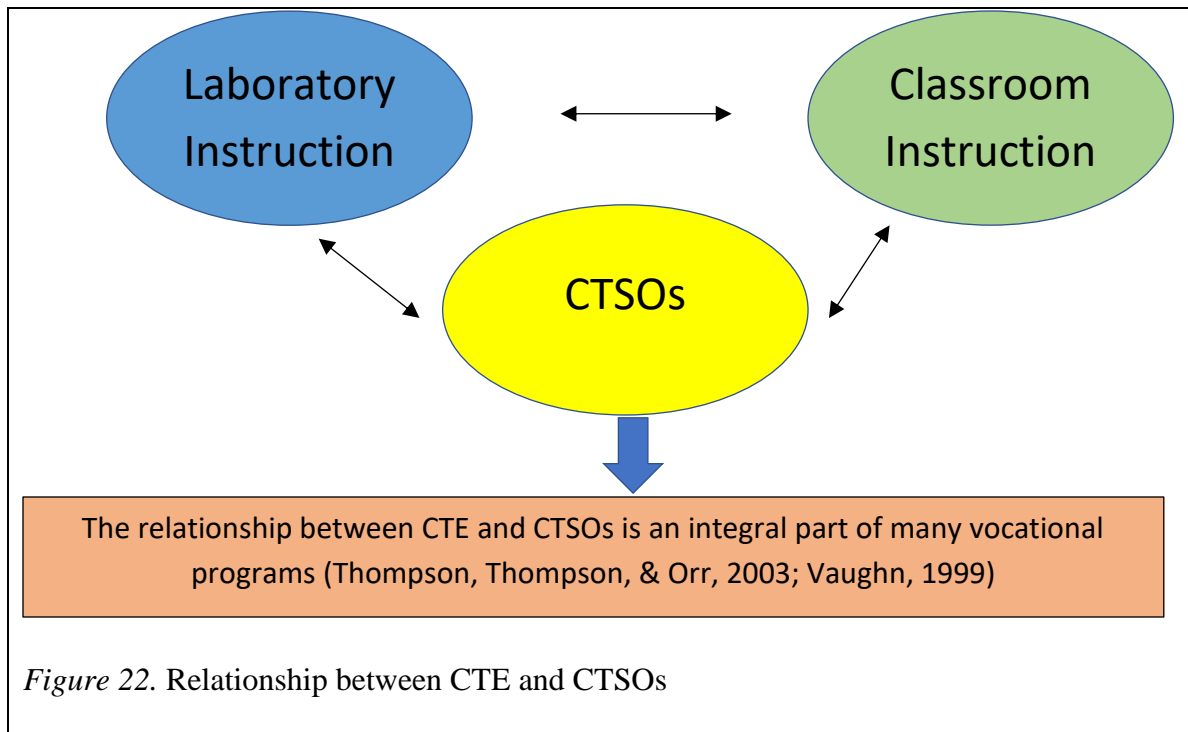 Laboratory
Instruction
Classroom
Instruction
CTSOs
The relationship between CTE and CTSOs is an integral part of many vocational
programs (Thompson, Thompson, & Orr, 2003; Vaughn, 1999)
Figure 22. Relationship between CTE and CTSOs